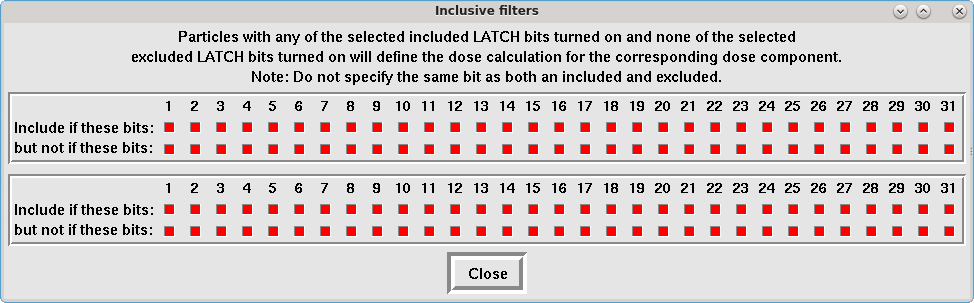 Inclusive filters
Particles with any of the selected included LATCH bits turned on and none of the selected
excluded LATCH bits turned on will define the dose calculation for the corresponding dose component.
Note: Do not specify the same bit as both an included and excluded.
1 2 3 4 5 6 7 8 9 10 11 12 13 14 15 16 17 18 19 20 21 22 23 24 25 26 27 28 29 30 31
Include if these bits:
but not if these bits:
1 2 3 4 5 6 7 8 9 10 11 12 13 14 15 16 17 18 19 20 21 22 23 24 25 26 27 28 29 30 31
Include if these bits:
but not if these bits:
Close